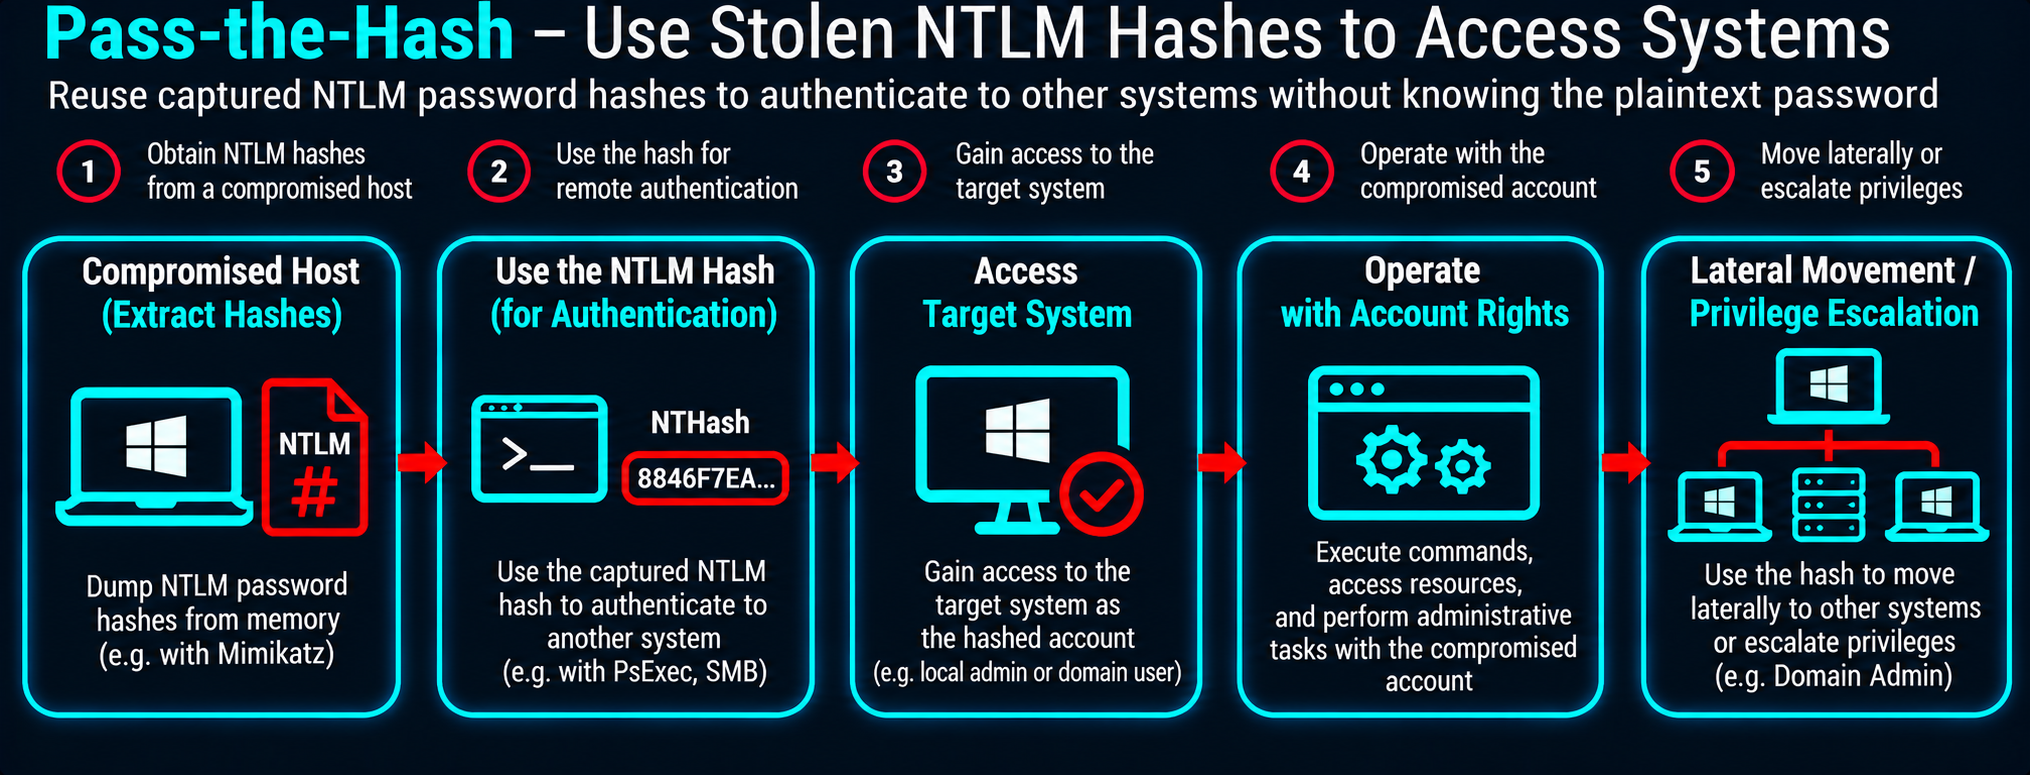 Pass-the-Hash – Use Stolen NTLM Hashes to Access Systems
Reuse captured NTLM password hashes to authenticate to other systems without knowing the plaintext password
1
Obtain NTLM hashes
from a compromised host
2
Use the hash for
remote authentication
3
Gain access to the
target system
4
Operate with the
compromised account
5
Move laterally or
escalate privileges
Compromised Host
(Extract Hashes)
NTLM
#
Dump NTLM password
hashes from memory
(e.g. with Mimikatz)
Use the NTLM Hash
(for Authentication)
>_
NTHash
8846F7EA...
Use the captured NTLM
hash to authenticate to
another system
(e.g. with PsExec, SMB)
Access
Target System
Gain access to the
target system as
the hashed account
(e.g. local admin or domain user)
Operate
with Account Rights
Execute commands,
access resources,
and perform administrative
tasks with the compromised
account
Lateral Movement /
Privilege Escalation
Use the hash to move
laterally to other systems
or escalate privileges
(e.g. Domain Admin)